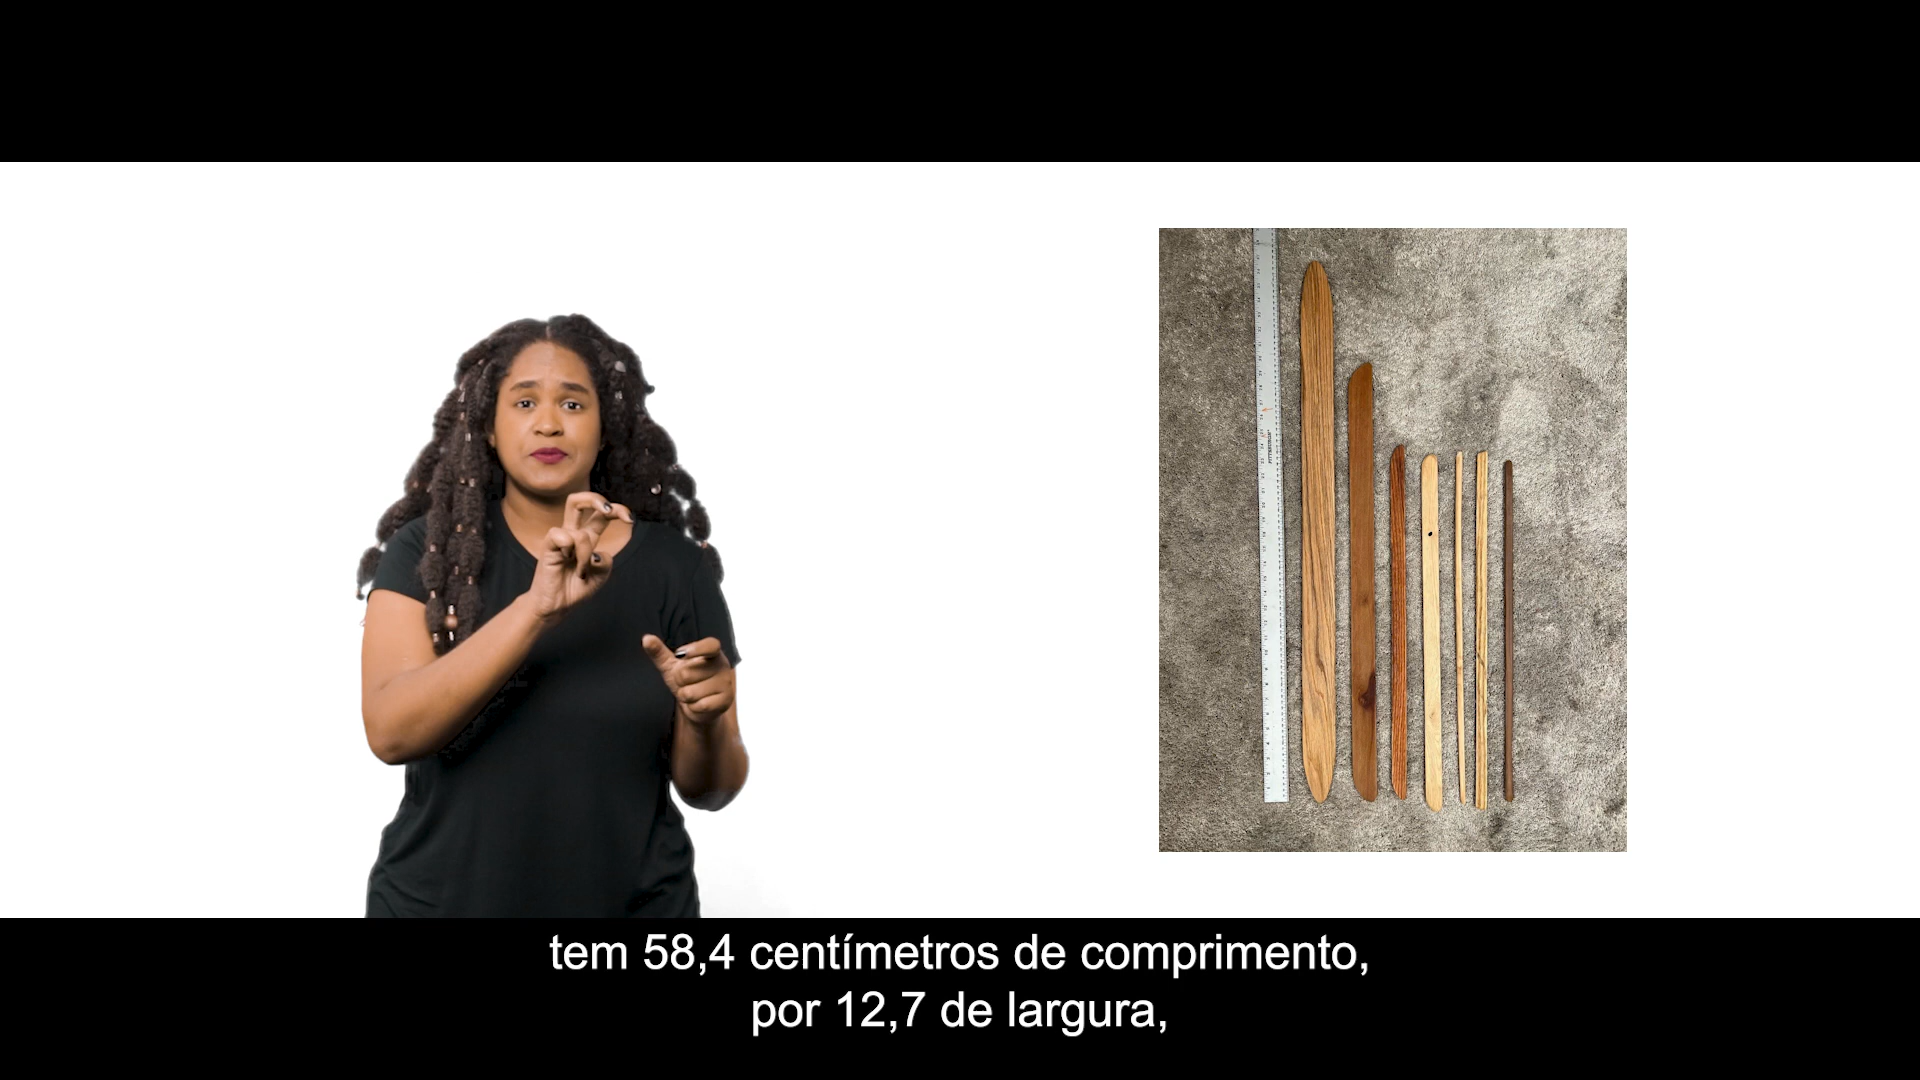 tem 58,4 centímetros de comprimento,
por 12,7 de largura,